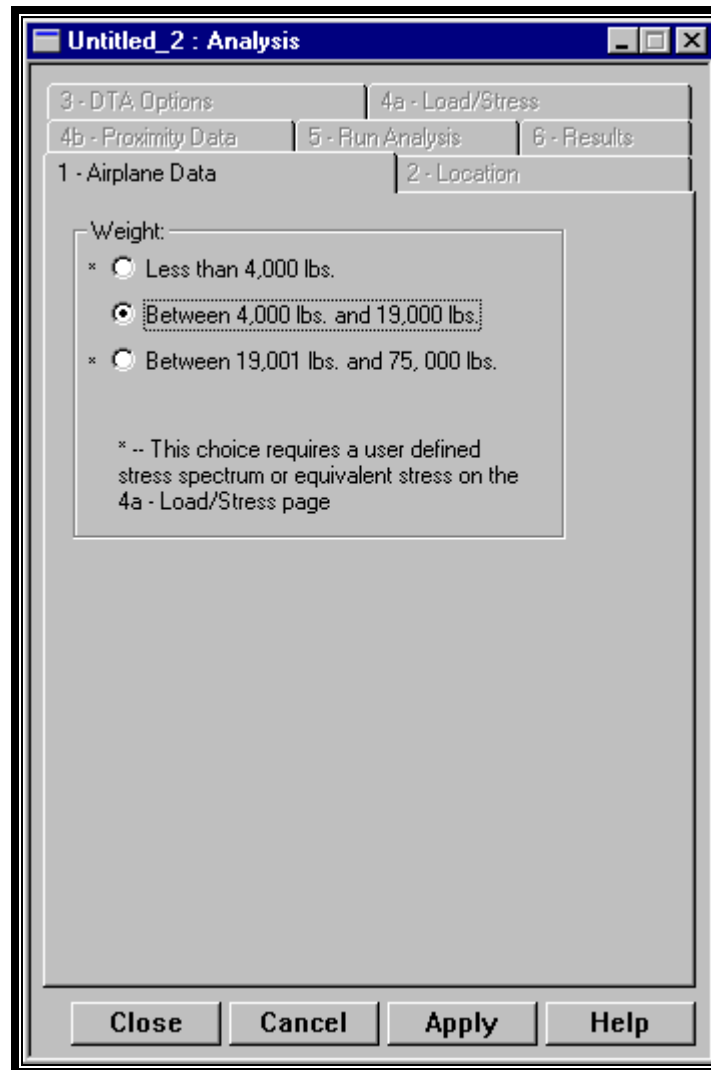 Untitled_2 : Analysis
3 - DTA Options
4a - Load/Stress
4b - Proximity Data
5 - Run Analysis
6 - Results
1 - Airplane Data
2 - Location
Weight:
* Less than 4,000 lbs.
Between 4,000 lbs. and 19,000 lbs.
* Between 19,001 lbs. and 75, 000 lbs.
* -- This choice requires a user defined
stress spectrum or equivalent stress on the
4a - Load/Stress page
Close
Cancel
Apply
Help